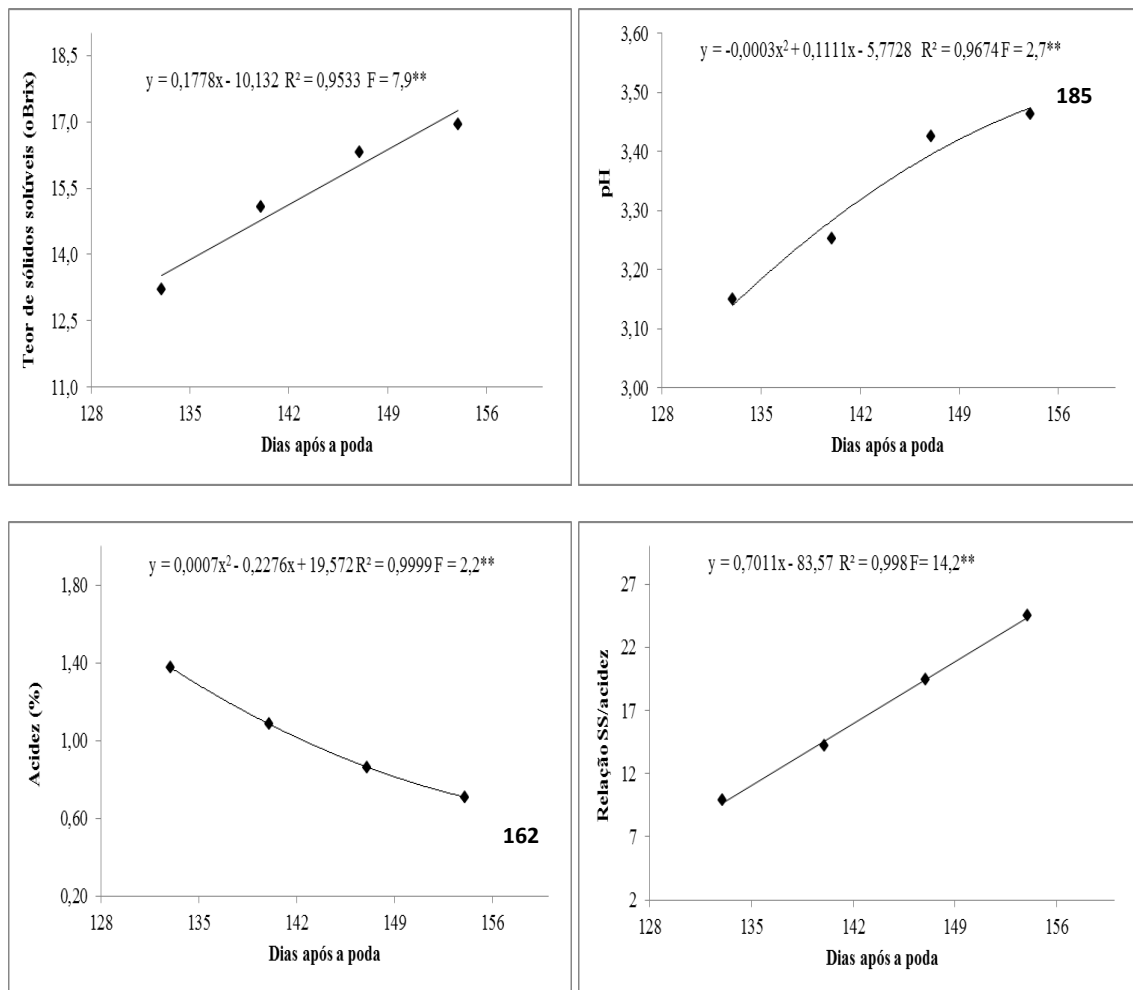 y = 0,1778x - 10,132 R² = 0,9533 F = 7,9**
18,5
17,0
15,5
14,0
12,5
11,0
128 135 142 149 156
Teor de sólidos solúveis (oBrix)
Dias após a poda
y = -0,0003x² + 0,1111x - 5,7728 R² = 0,9674 F = 2,7**
185
3,60
3,50
3,40
3,30
3,20
3,10
3,00
128 135 142 149 156
pH
Dias após a poda
y = 0,0007x² - 0,2276x + 19,572 R² = 0,9999 F = 2,2**
1,80
1,40
1,00
0,60
0,20
162
128 135 142 149 156
Acidez (%)
Dias após a poda
y = 0,7011x - 83,57 R² = 0,998 F= 14,2**
27
22
17
12
7
2
128 135 142 149 156
Relação SS/acidez
Dias após a poda